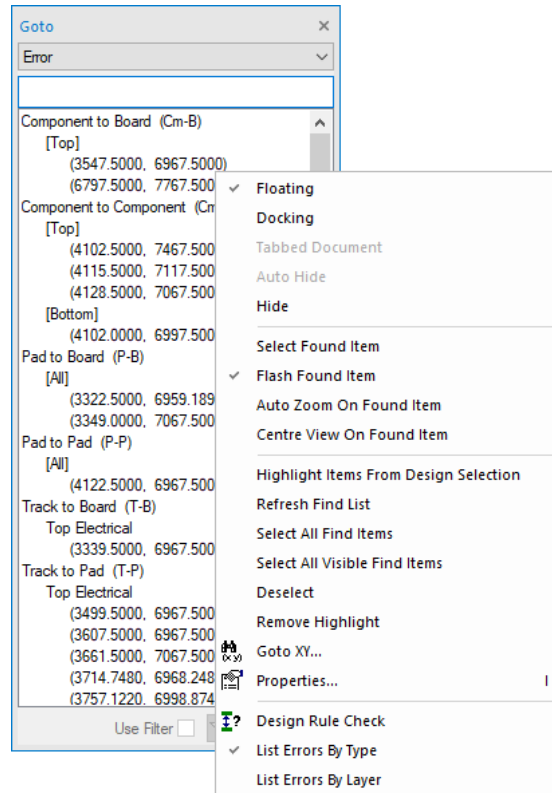 Goto
Error
Component to Board (Cm-B)
[Top]
(3547.5000, 6967.5000)
(6797.5000, 7767.500
Component to Component (Cm
[Top]
(4102.5000, 7467.500
(4115.5000, 7117.500
(4128.5000, 7067.500
[Bottom]
(4102.0000, 6997.500
Pad to Board (P-B)
[All]
(3322.5000, 6959.189
(3349.0000, 7067.500
Pad to Pad (P-P)
[All]
(4122.5000, 6967.500
Track to Board (T-B)
Top Electrical
(3339.5000, 6967.500
Track to Pad (T-P)
Top Electrical
(3499.5000, 6967.500
(3607.5000, 6967.500
(3661.5000, 7067.500
(3714.7480, 6968.248
(3757.1220, 6998.874
Use Filter
Floating
Docking
Tabbed Document
Auto Hide
Hide
Select Found Item
Flash Found Item
Auto Zoom On Found Item
Centre View On Found Item
Highlight Items From Design Selection
Refresh Find List
Select All Find Items
Select All Visible Find Items
Deselect
Remove Highlight
Goto XY...
Properties... I
Design Rule Check
List Errors By Type
List Errors By Layer